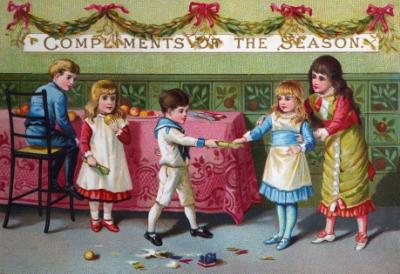 COMPLIMENTS OF THE SEASON.